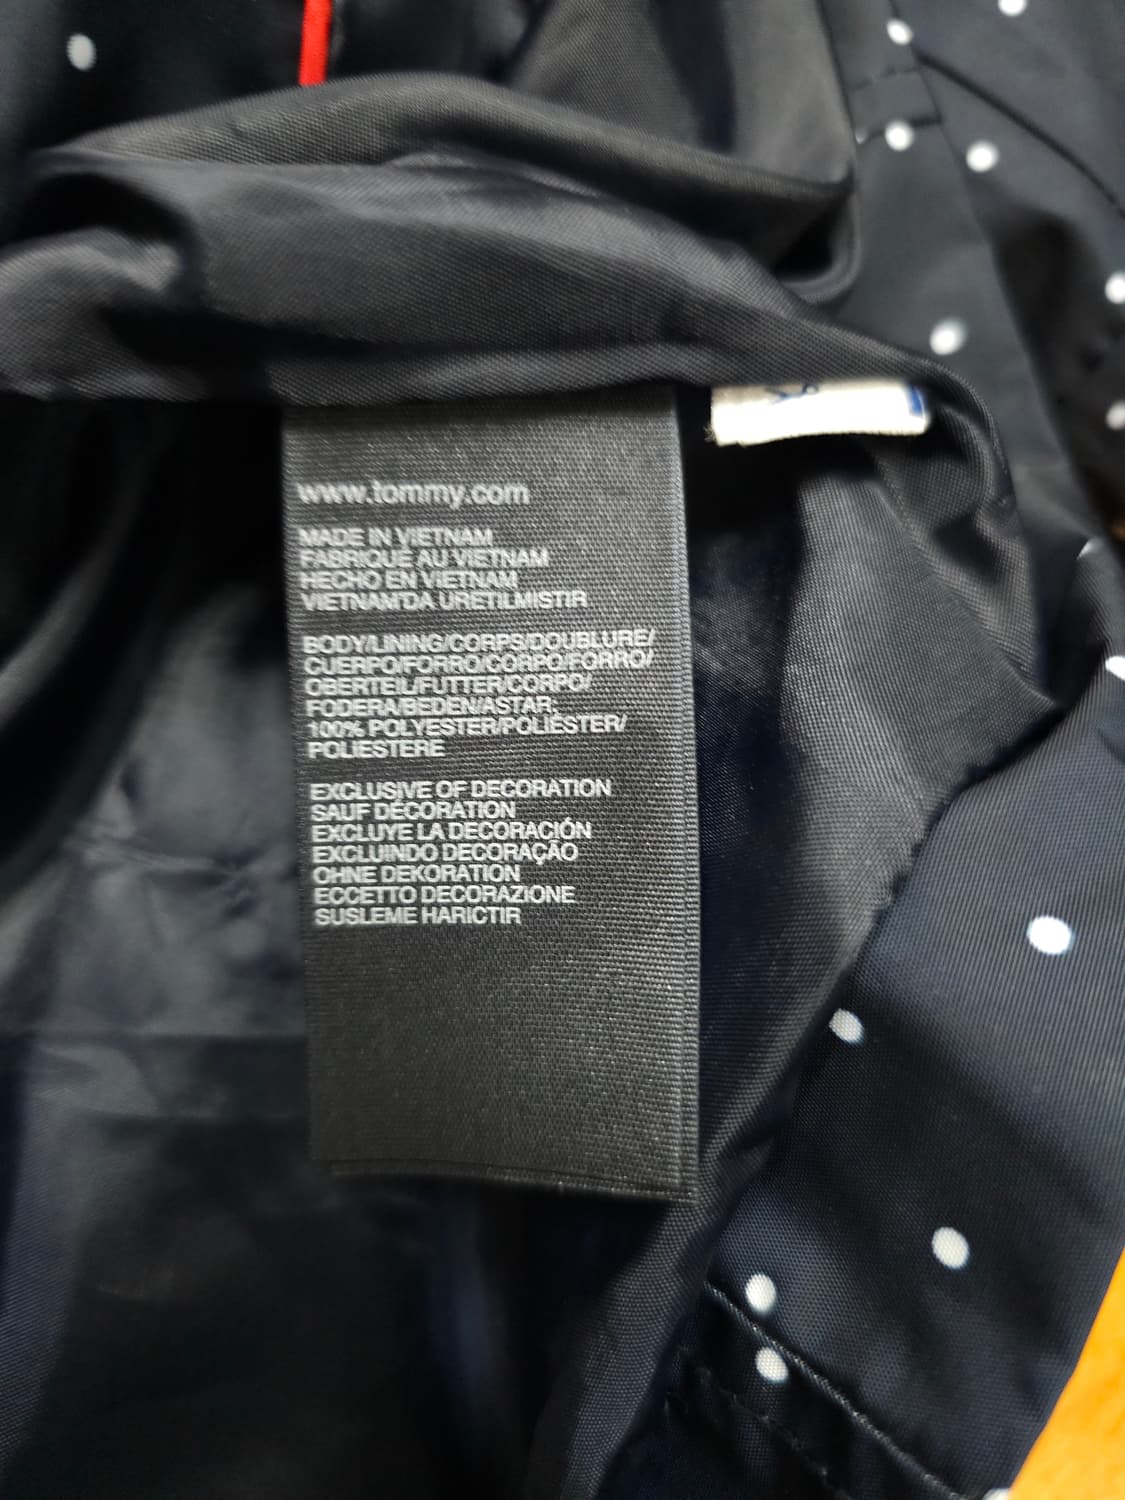 www.tommy.com
MADE IN VIETNAM
FABRIQUÉ AU VIETNAM
HECHO EN VIETNAM
VIETNAM'DA URETILMISTIR
BODY/LINING/CORPS/DOUBLURE/
CUERPO/FORRO/CORPO/FORRO/
OBERTEIL/FUTTER/CORPO/
FODERA/BEDEN/ASTAR:
100% POLYESTER/POLIÉSTER/
POLIESTERE
EXCLUSIVE OF DECORATION
SAUF DÉCORATION
EXCLUYE LA DECORACIÓN
EXCLUINDO DECORAÇÃO
OHNE DEKORATION
ECCETTO DECORAZIONE
SUSLEME HARICTIR